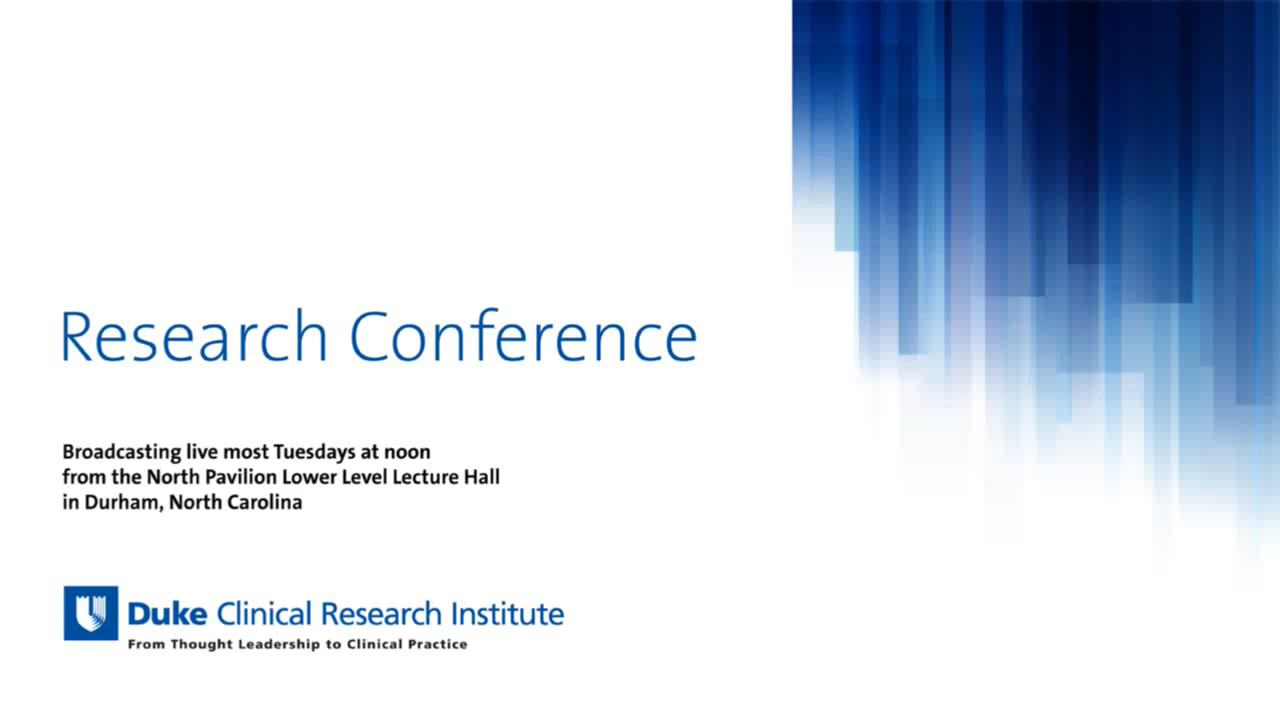 Research Conference
Broadcasting live most Tuesdays at noon
from the North Pavilion Lower Level Lecture Hall
in Durham, North Carolina
Duke Clinical Research Institute
From Thought Leadership to Clinical Practice